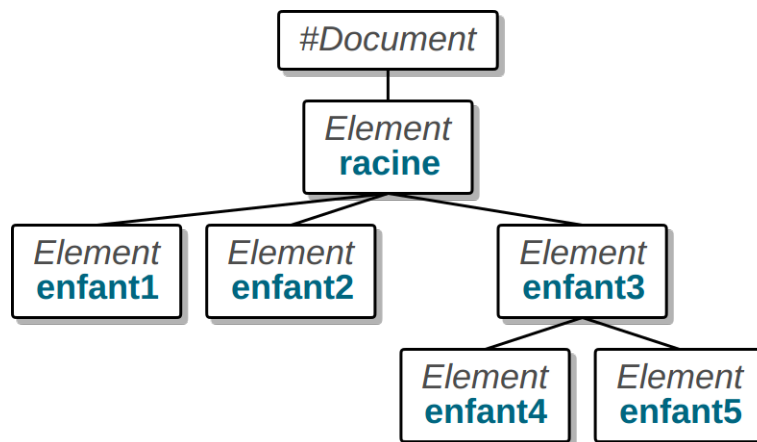 #Document
Element
racine
Element
enfant1
Element
enfant2
Element
enfant3
Element
enfant4
Element
enfant5